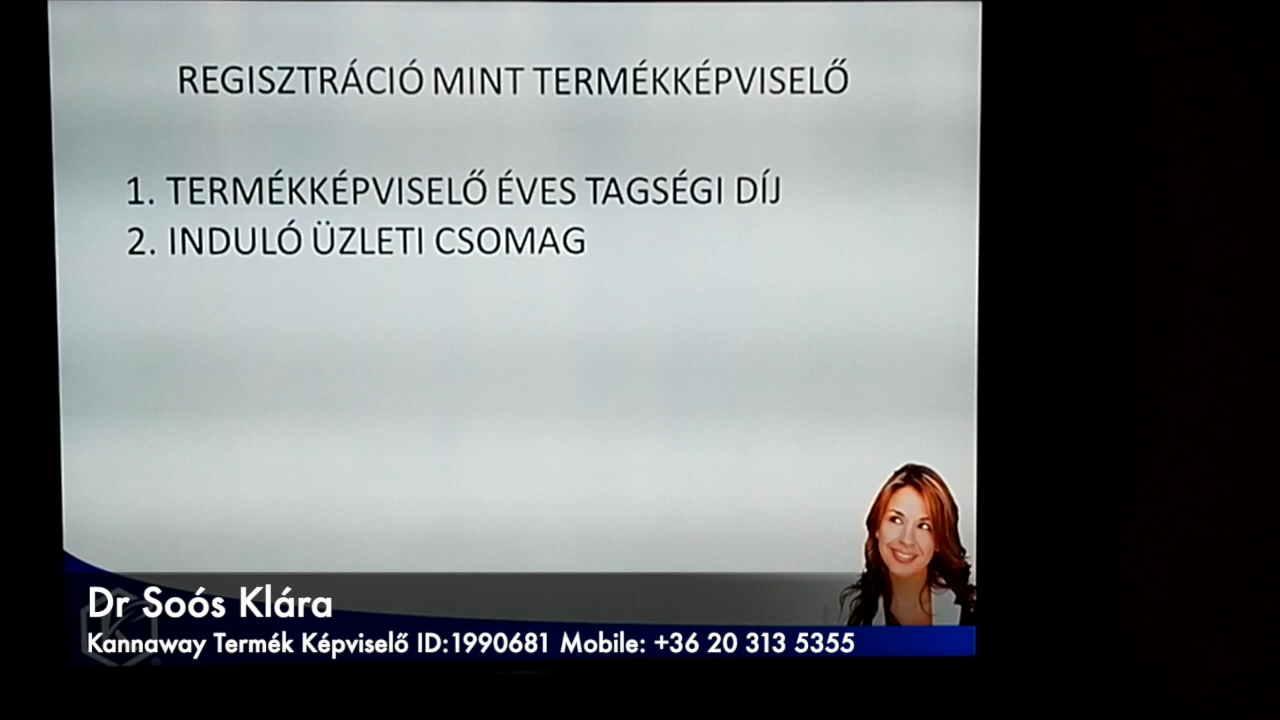 REGISZTRÁCIÓ MINT TERMÉKKÉPVISELŐ
1. TERMÉKKÉPVISELŐ ÉVES TAGSÉGI DÍJ
2. INDULÓ ÜZLETI CSOMAG
Dr Soós Klára
Kannaway Termék Képviselő ID:1990681 Mobile: +36 20 313 5355